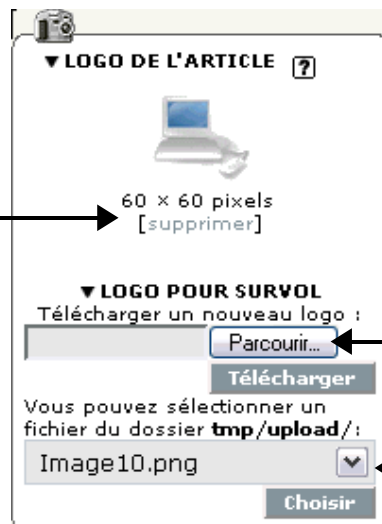 ▼ LOGO DE L'ARTICLE [?]
60 × 60 pixels
[supprimer]
▼ LOGO POUR SURVOL
Télécharger un nouveau logo :
Parcourir...
Télécharger
Vous pouvez sélectionner un
fichier du dossier tmp/upload/:
Image10.png
Choisir